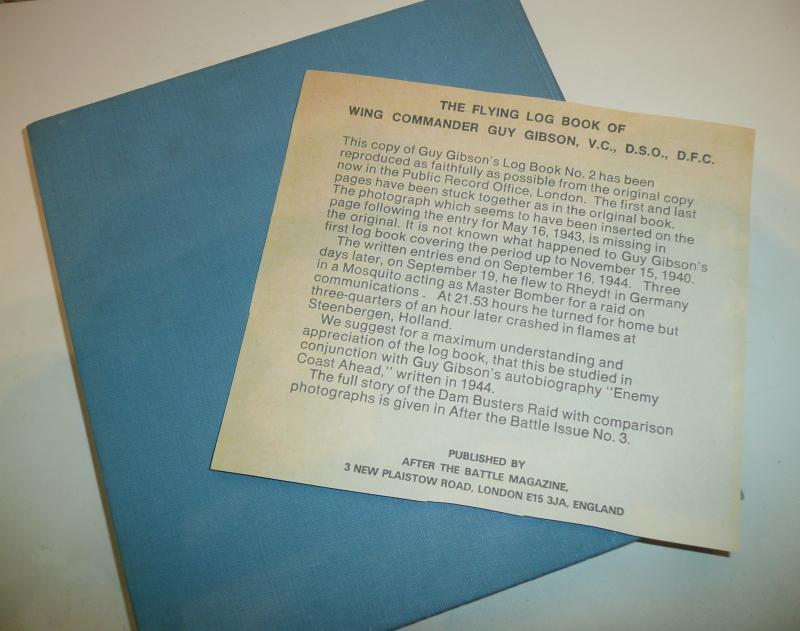 THE FLYING LOG BOOK OF
WING COMMANDER GUY GIBSON, V.C., D.S.O., D.F.C.
This copy of Guy Gibson's Log Book No. 2 has been
reproduced as faithfully as possible from the original copy
now in the Public Record Office, London. The first and last
pages have been stuck together as in the original book.
The photograph which seems to have been inserted on the
page following the entry for May 16, 1943, is missing in
the original. It is not known what happened to Guy Gibson's
first log book covering the period up to November 15, 1940.
The written entries end on September 16, 1944. Three
days later, on September 19, he flew to Rheydt in Germany
in a Mosquito acting as Master Bomber for a raid on
communications. At 21.53 hours he turned for home but
three-quarters of an hour later crashed in flames at
Steenbergen, Holland.
We suggest for a maximum understanding and
appreciation of the log book, that this be studied in
conjunction with Guy Gibson's autobiography "Enemy
Coast Ahead," written in 1944.
The full story of the Dam Busters Raid with comparison
photographs is given in After the Battle Issue No. 3.
PUBLISHED BY
AFTER THE BATTLE MAGAZINE,
3 NEW PLAISTOW ROAD, LONDON E15 3JA, ENGLAND